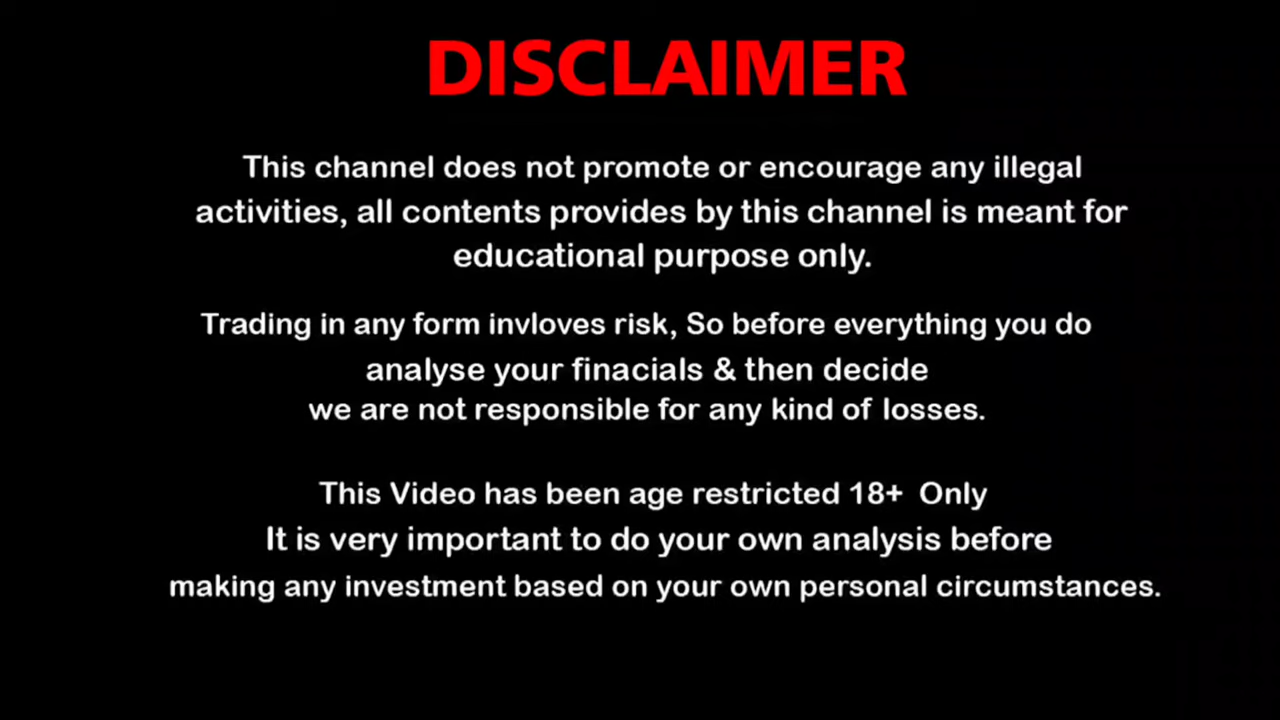 DISCLAIMER
This channel does not promote or encourage any illegal
activities, all contents provides by this channel is meant for
educational purpose only.
Trading in any form invloves risk, So before everything you do
analyse your finacials & then decide
we are not responsible for any kind of losses.
This Video has been age restricted 18+ Only
It is very important to do your own analysis before
making any investment based on your own personal circumstances.